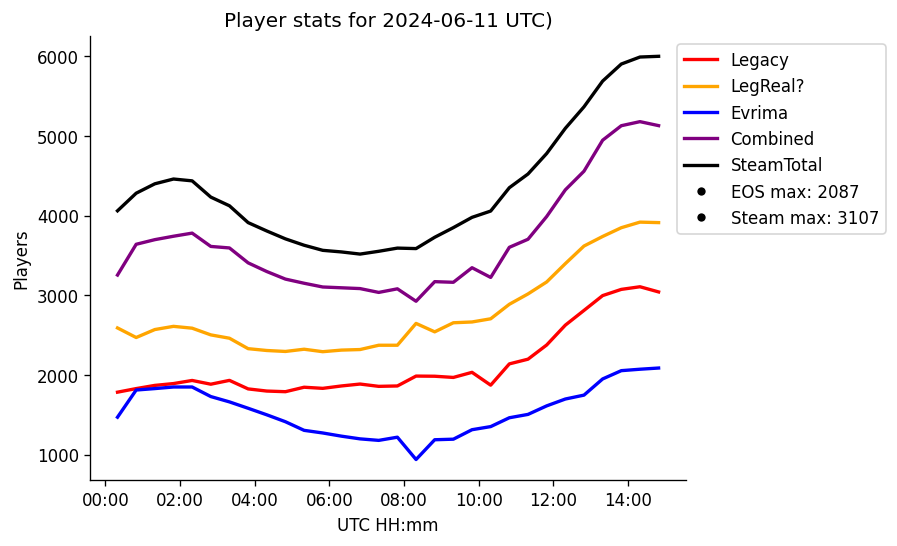 Player stats for 2024-06-11 UTC)
6000
5000
4000
3000
2000
1000
Players
00:00 02:00 04:00 06:00 08:00 10:00 12:00 14:00
UTC HH:mm
Legacy
LegReal?
Evrima
Combined
SteamTotal
EOS max: 2087
Steam max: 3107